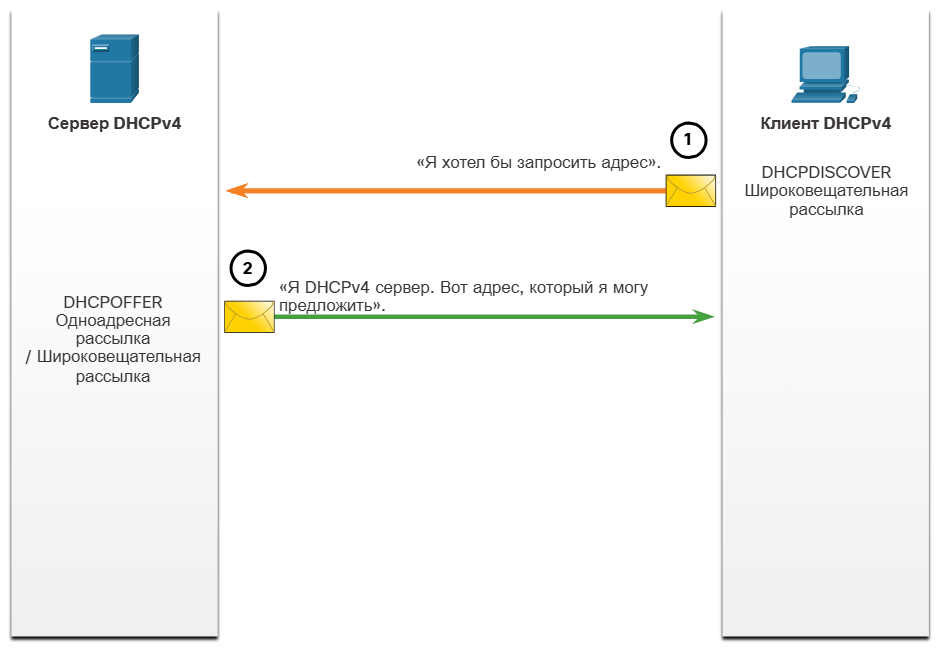 Сервер DHCPv4
Клиент DHCPv4
1
«Я хотел бы запросить адрес».
DHCPDISCOVER
Широковещательная
рассылка
2
«Я DHCPv4 сервер. Вот адрес, который я могу
предложить».
DHCPOFFER
Одноадресная
рассылка
/ Широковещательная
рассылка